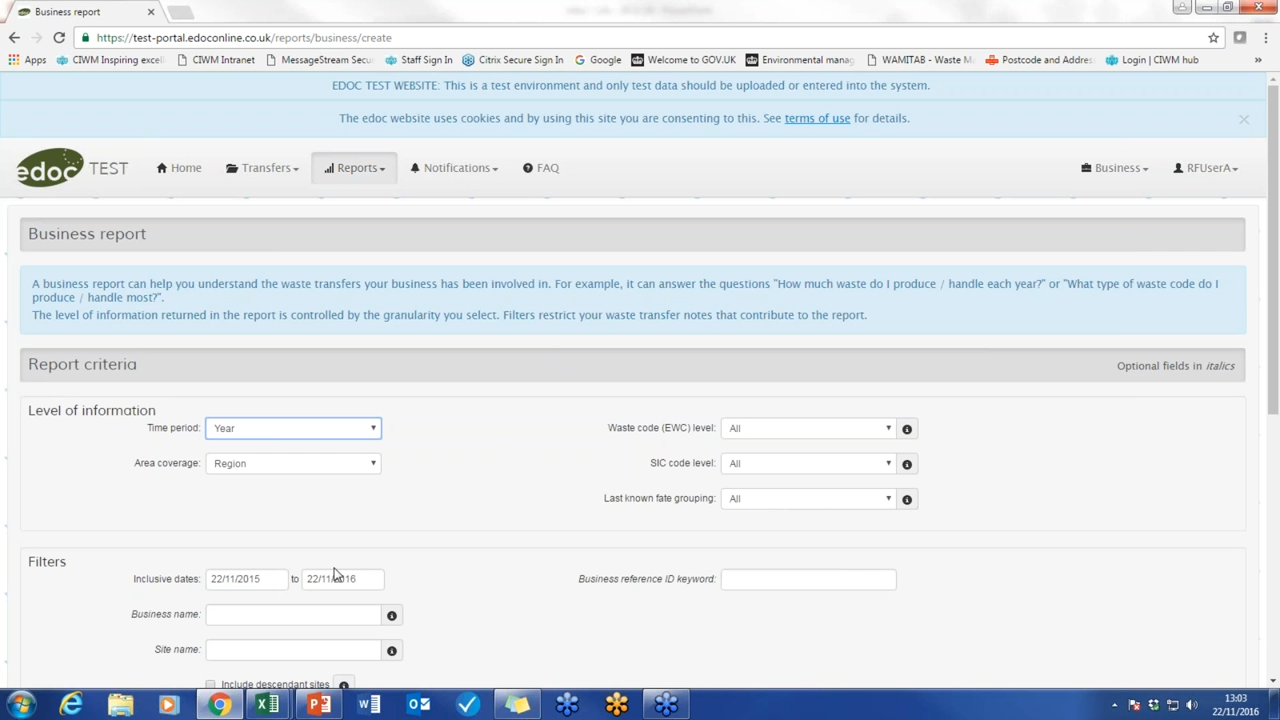 Business report
https://test-portal.edoconline.co.uk/reports/business/create
Apps CIWM Inspiring excel CIWM Intranet MessageStream Secu Staff Sign In Citrix Secure Sign In Google Welcome to GOV.UK Environmental manag WAMITAB - Waste M Postcode and Address Login | CIWM hub »
EDOC TEST WEBSITE: This is a test environment and only test data should be uploaded or entered into the system.
The edoc website uses cookies and by using this site you are consenting to this. See terms of use for details.
edoc TEST Home Transfers Reports Notifications FAQ Business RFUserA
Business report
A business report can help you understand the waste transfers your business has been involved in. For example, it can answer the questions "How much waste do I produce / handle each year?" or "What type of waste code do I
produce / handle most?".
The level of information returned in the report is controlled by the granularity you select. Filters restrict your waste transfer notes that contribute to the report.
Report criteria Optional fields in italics
Level of information
Time period: Year Waste code (EWC) level: All
Area coverage: Region SIC code level: All
Last known fate grouping: All
Filters
Inclusive dates: 22/11/2015 to 22/11/2016 Business reference ID keyword:
Business name:
Site name:
Include descendant sites
13:03
22/11/2016